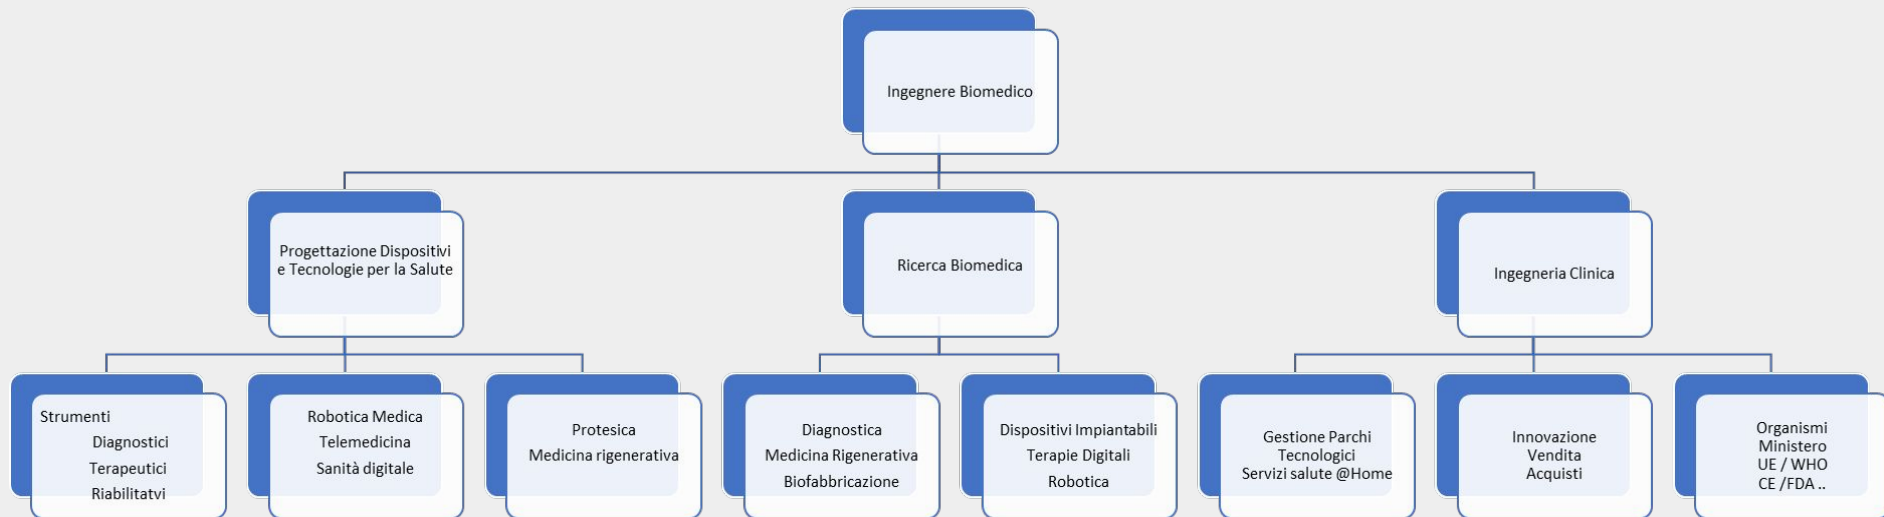 Ingegnere Biomedico
Progettazione Dispositivi
e Tecnologie per la Salute
Ricerca Biomedica
Ingegneria Clinica
Strumenti
Diagnostici
Terapeutici
Riabilitatvi
Robotica Medica
Telemedicina
Sanità digitale
Protesica
Medicina rigenerativa
Diagnostica
Medicina Rigenerativa
Biofabbricazione
Dispositivi Impiantabili
Terapie Digitali
Robotica
Gestione Parchi
Tecnologici
Servizi salute @Home
Innovazione
Vendita
Acquisti
Organismi
Ministero
UE / WHO
CE /FDA ..